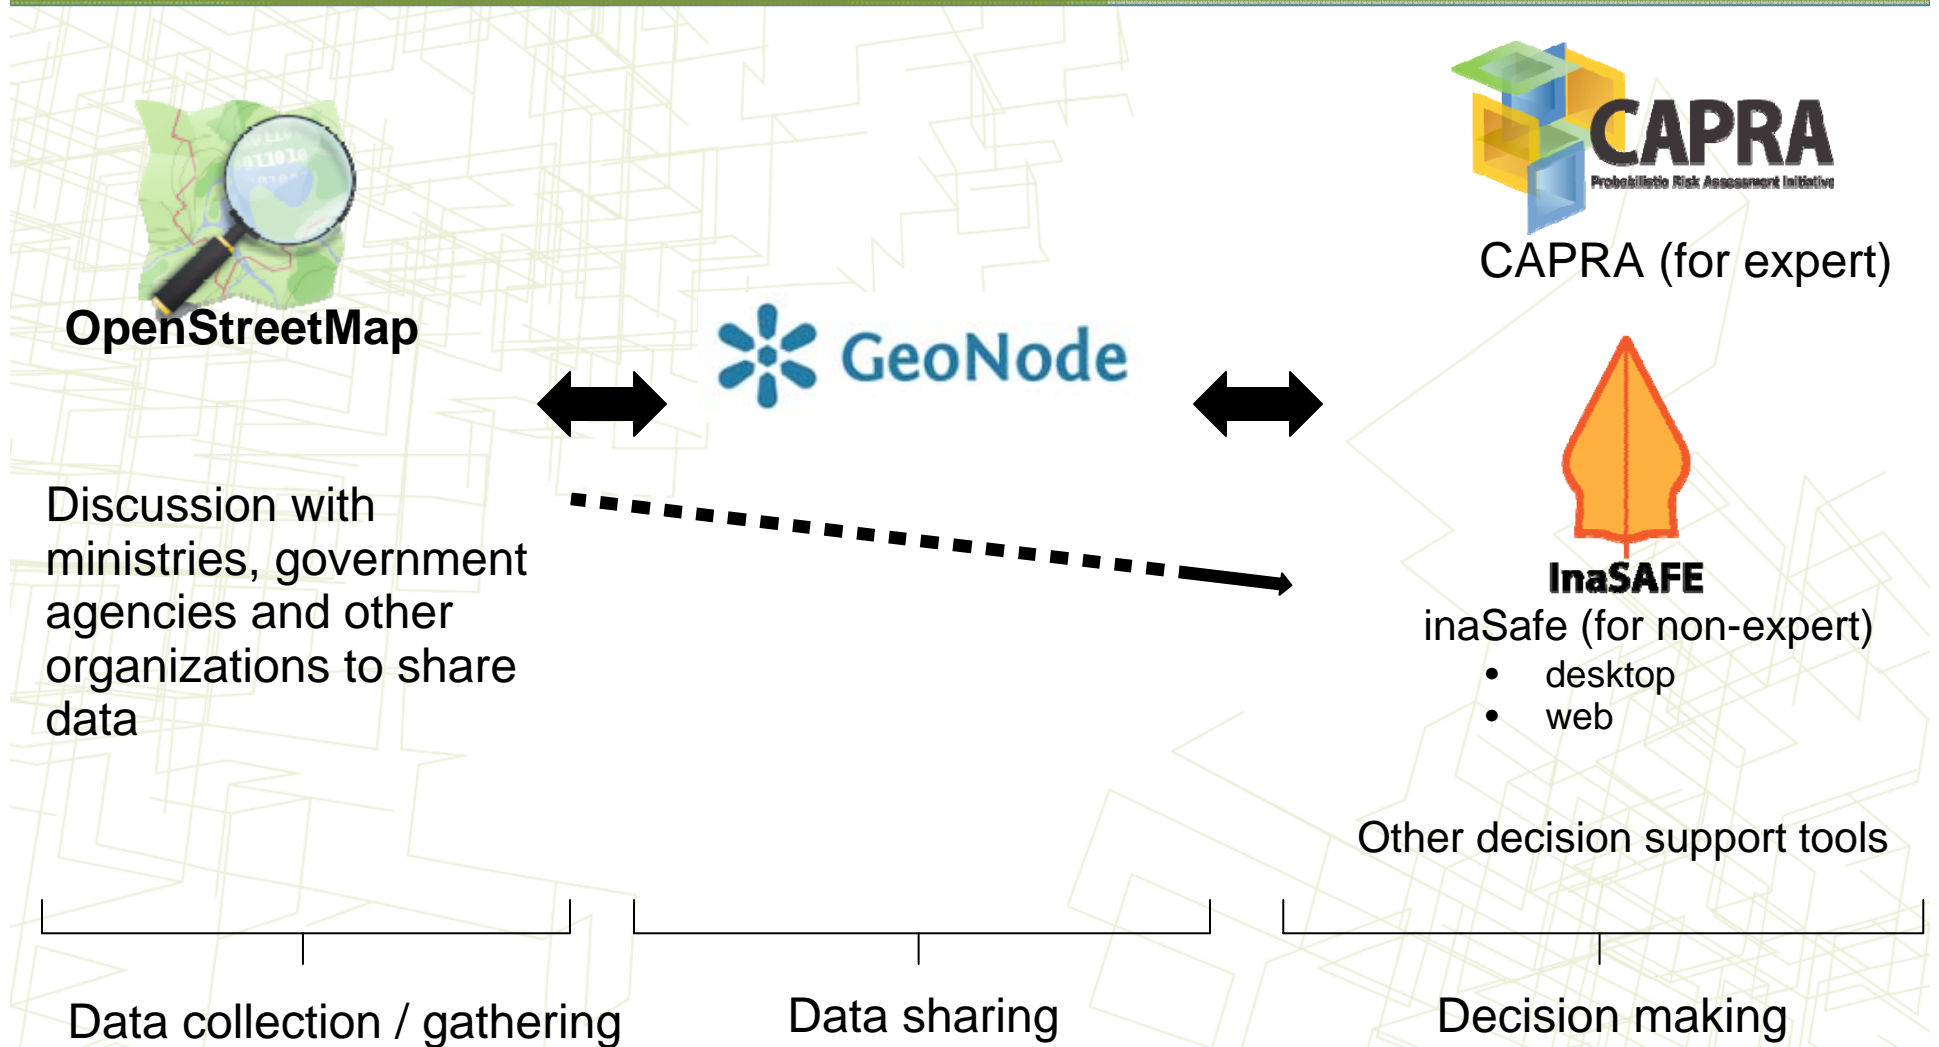 OpenStreetMap
Discussion with
ministries, government
agencies and other
organizations to share
data
GeoNode
CAPRA
Probabilistic Risk Assessment Initiative
CAPRA (for expert)
InaSAFE
inaSafe (for non-expert)
• desktop
• web
Other decision support tools
Data collection / gathering
Data sharing
Decision making